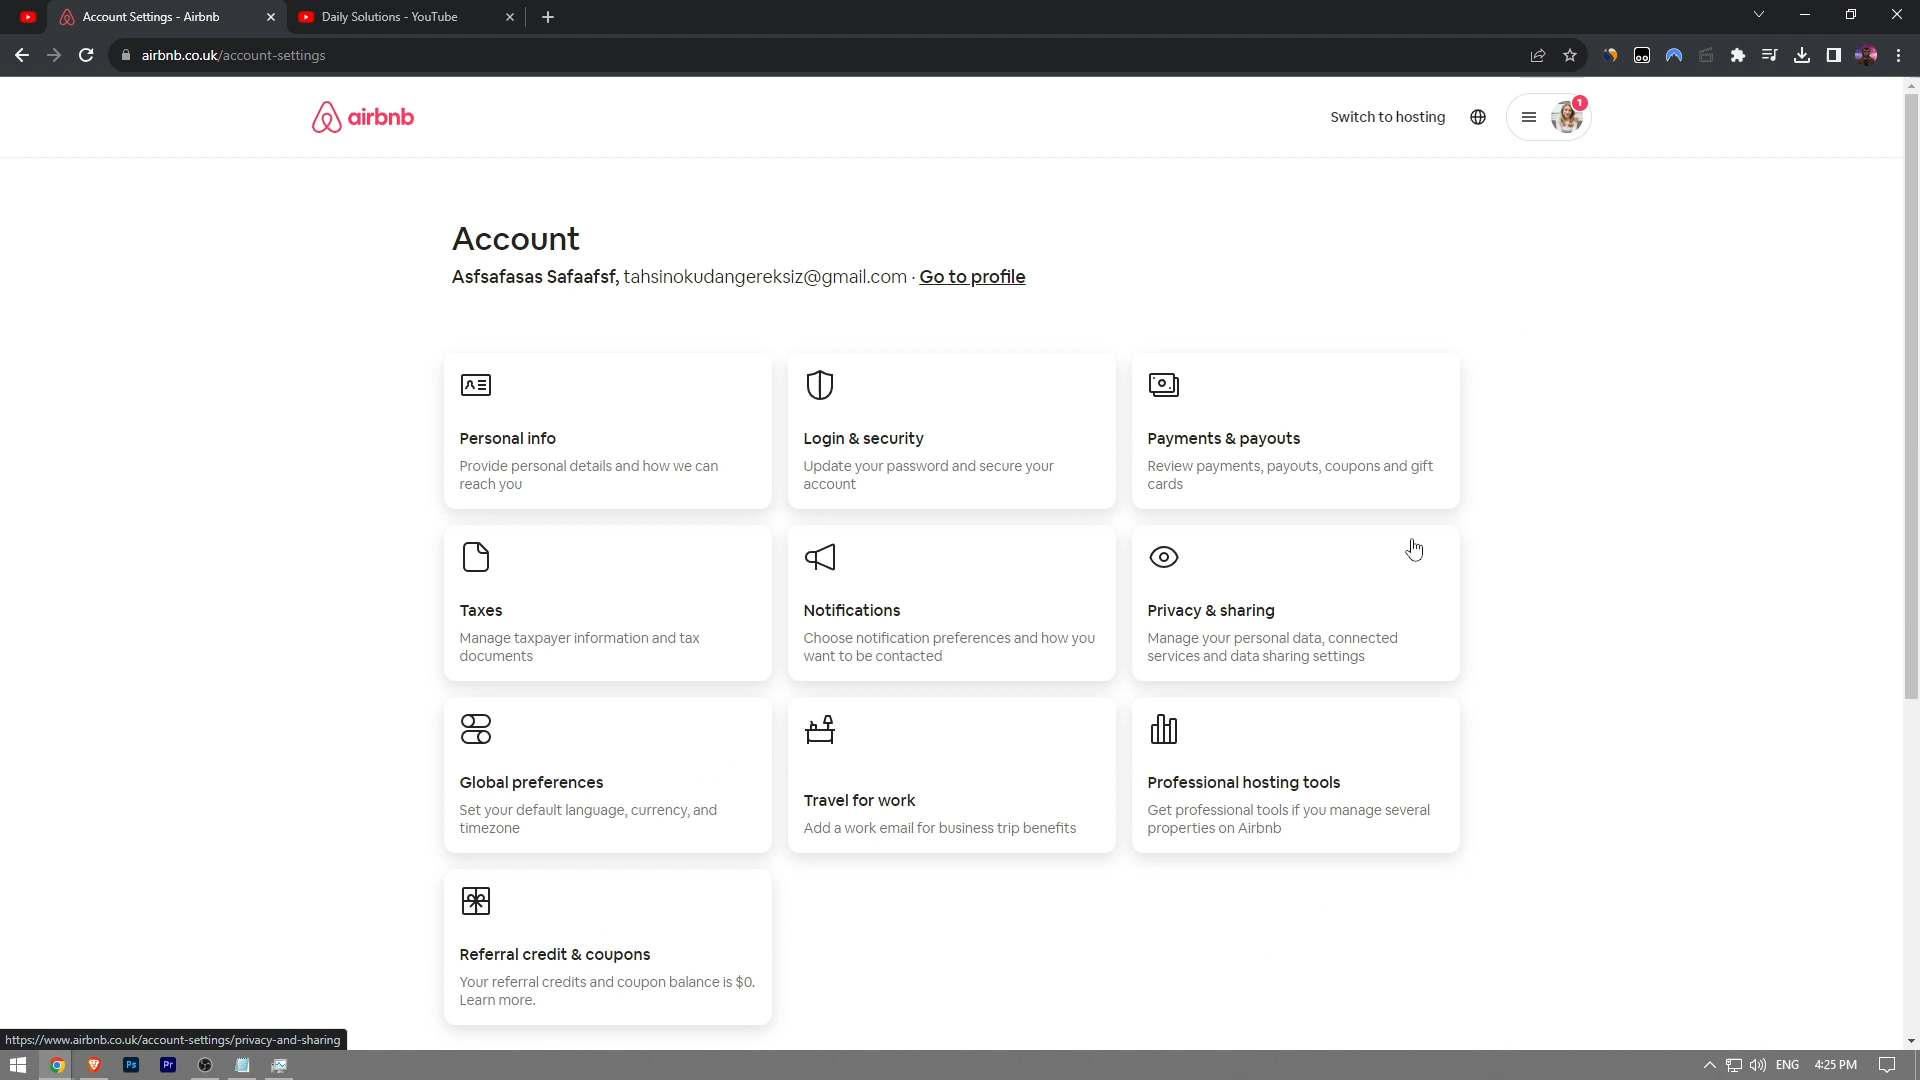 Account Settings - Airbnb
Daily Solutions - YouTube
airbnb.co.uk/account-settings
airbnb
Switch to hosting
1
Account
Asfsafasas Safaafsf, tahsinokudangereksiz@gmail.com · Go to profile
Personal info
Provide personal details and how we can
reach you
Login & security
Update your password and secure your
account
Payments & payouts
Review payments, payouts, coupons and gift
cards
Taxes
Manage taxpayer information and tax
documents
Notifications
Choose notification preferences and how you
want to be contacted
Privacy & sharing
Manage your personal data, connected
services and data sharing settings
Global preferences
Set your default language, currency, and
timezone
Travel for work
Add a work email for business trip benefits
Professional hosting tools
Get professional tools if you manage several
properties on Airbnb
Referral credit & coupons
Your referral credits and coupon balance is $0.
Learn more.
https://www.airbnb.co.uk/account-settings/privacy-and-sharing
Ps
Pr
ENG
4:25 PM